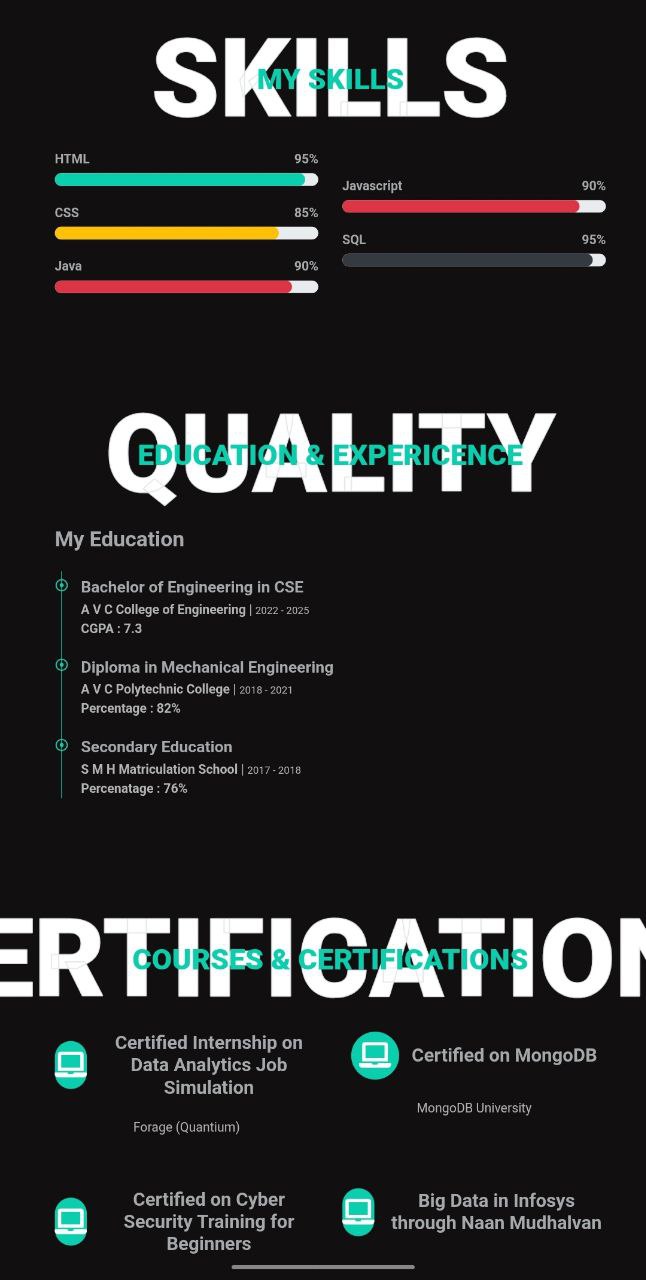 SKILLS
MY SKILLS
HTML 95%
CSS 85%
Java 90%
Javascript 90%
SQL 95%
QUALITY
EDUCATION & EXPERICENCE
My Education
Bachelor of Engineering in CSE
A V C College of Engineering | 2022 - 2025
CGPA : 7.3
Diploma in Mechanical Engineering
A V C Polytechnic College | 2018 - 2021
Percentage : 82%
Secondary Education
S M H Matriculation School | 2017 - 2018
Percenatage : 76%
ERTIFICATION
COURSES & CERTIFICATIONS
Certified Internship on
Data Analytics Job
Simulation
Forage (Quantium)
Certified on MongoDB
MongoDB University
Certified on Cyber
Security Training for
Beginners
Big Data in Infosys
through Naan Mudhalvan